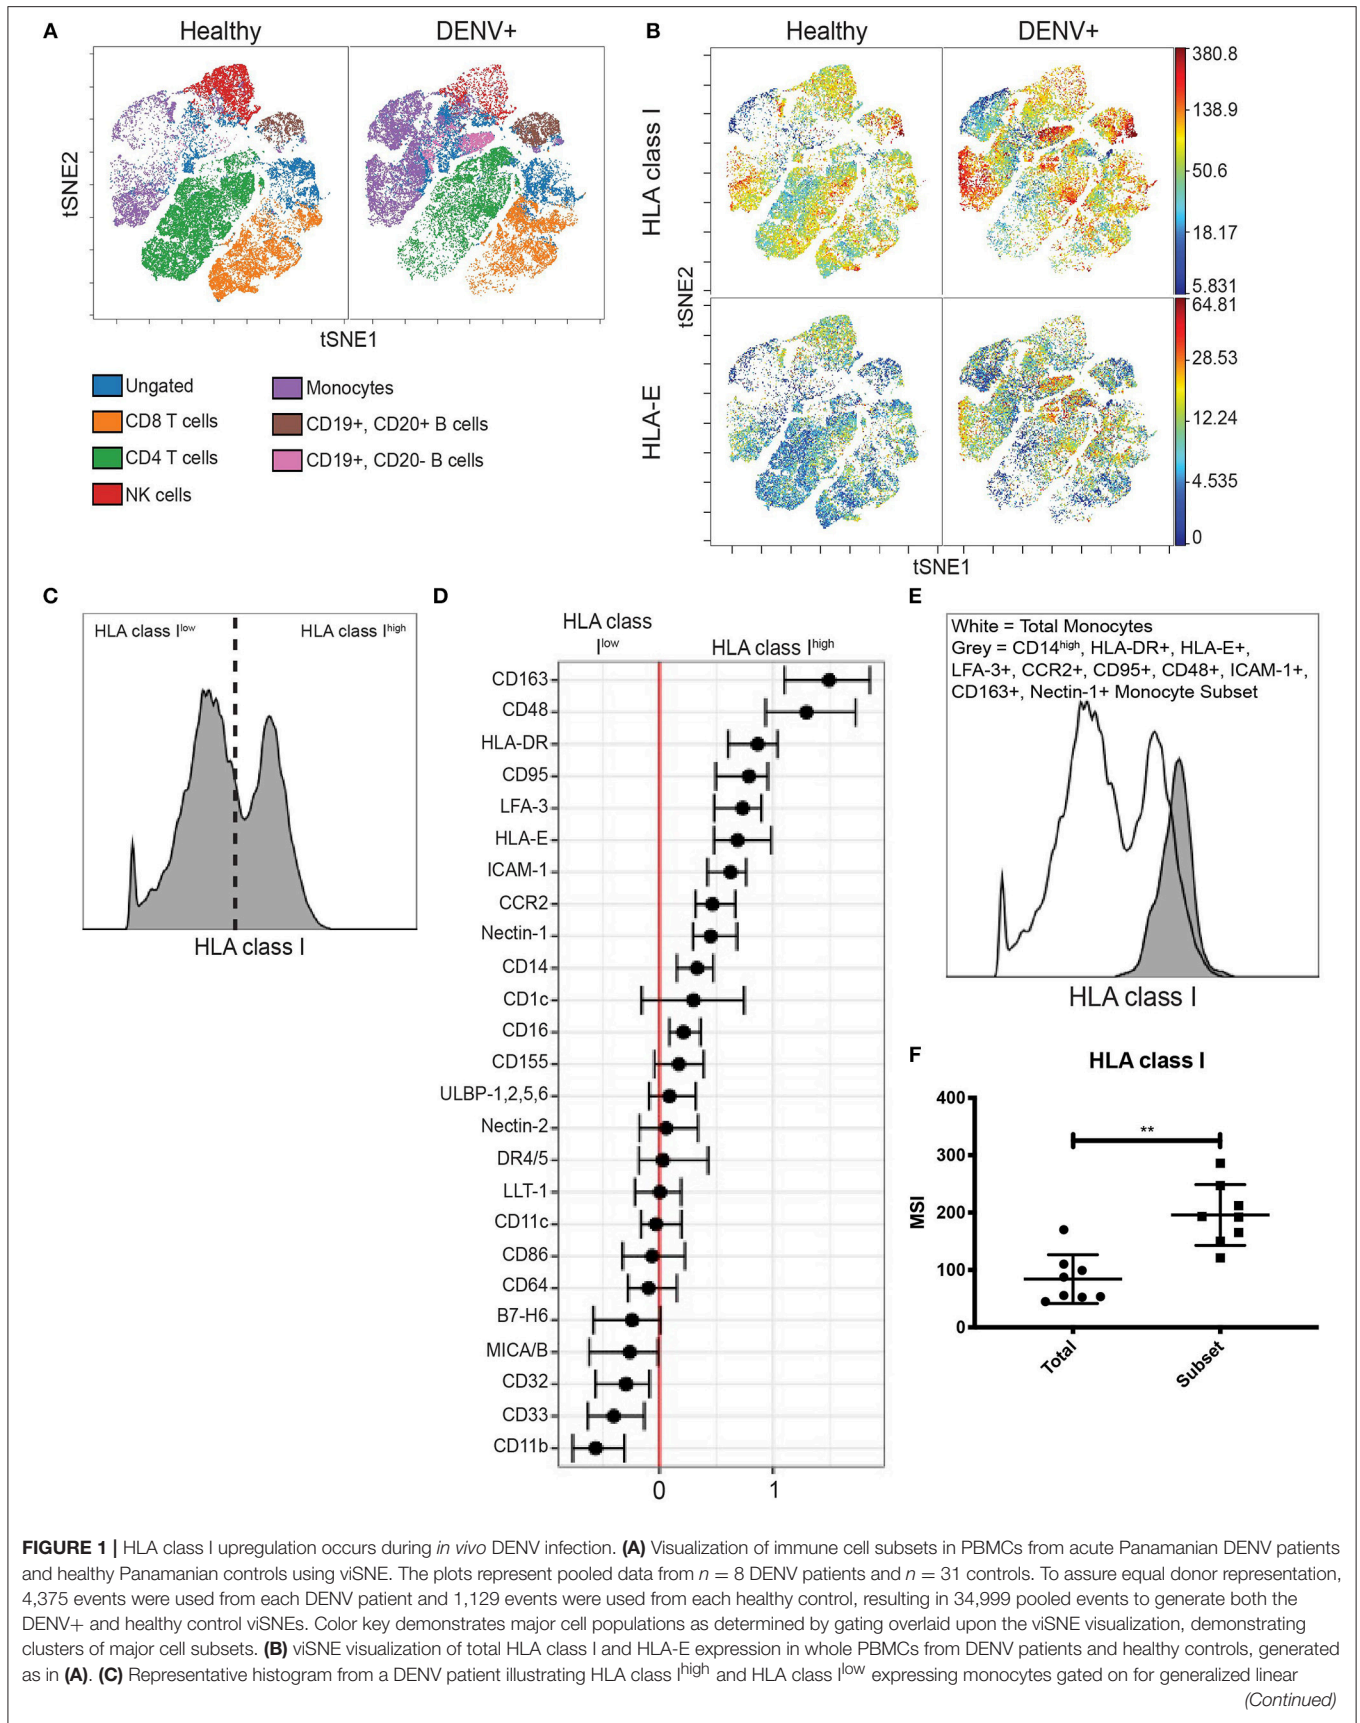 A
Healthy
DENV+
tSNE2
tSNE1
Ungated
CD8 T cells
CD4 T cells
NK cells
Monocytes
CD19+, CD20+ B cells
CD19+, CD20- B cells
B
Healthy
DENV+
HLA class I
HLA-E
tSNE2
tSNE1
380.8
138.9
50.6
18.17
5.831
64.81
28.53
12.24
4.535
0
C
HLA class I^low
HLA class I^high
HLA class I
D
HLA class
I^low
HLA class I^high
CD163
CD48
HLA-DR
CD95
LFA-3
HLA-E
ICAM-1
CCR2
Nectin-1
CD14
CD1c
CD16
CD155
ULBP-1,2,5,6
Nectin-2
DR4/5
LLT-1
CD11c
CD86
CD64
B7-H6
MICA/B
CD32
CD33
CD11b
0
1
E
White = Total Monocytes
Grey = CD14^high, HLA-DR+, HLA-E+,
LFA-3+, CCR2+, CD95+, CD48+, ICAM-1+,
CD163+, Nectin-1+ Monocyte Subset
HLA class I
F
HLA class I
MSI
400
300
200
100
0
**
Total
Subset
FIGURE 1 | HLA class I upregulation occurs during in vivo DENV infection. (A) Visualization of immune cell subsets in PBMCs from acute Panamanian DENV patients
and healthy Panamanian controls using viSNE. The plots represent pooled data from n = 8 DENV patients and n = 31 controls. To assure equal donor representation,
4,375 events were used from each DENV patient and 1,129 events were used from each healthy control, resulting in 34,999 pooled events to generate both the
DENV+ and healthy control viSNEs. Color key demonstrates major cell populations as determined by gating overlaid upon the viSNE visualization, demonstrating
clusters of major cell subsets. (B) viSNE visualization of total HLA class I and HLA-E expression in whole PBMCs from DENV patients and healthy controls, generated
as in (A). (C) Representative histogram from a DENV patient illustrating HLA class I^high and HLA class I^low expressing monocytes gated on for generalized linear
(Continued)